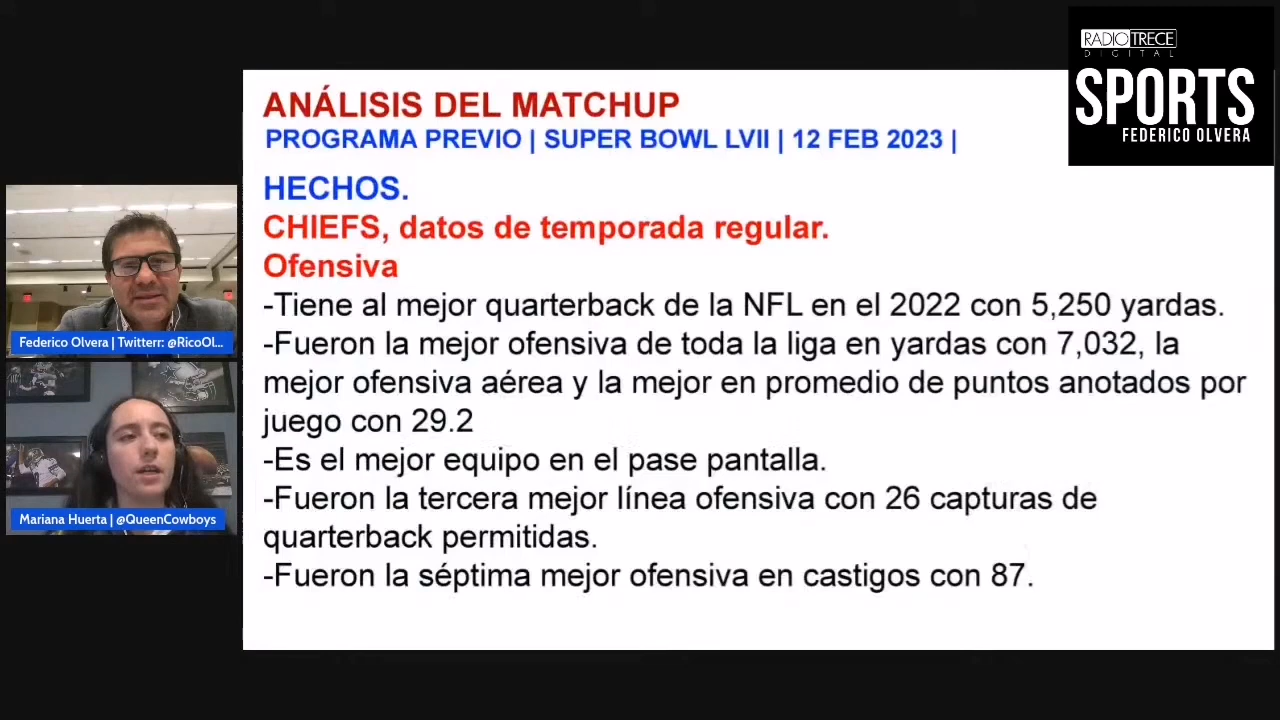 RADIO TRECE
DIGITAL
SPORTS
FEDERICO OLVERA
ANÁLISIS DEL MATCHUP
PROGRAMA PREVIO | SUPER BOWL LVII | 12 FEB 2023 |
HECHOS.
CHIEFS, datos de temporada regular.
Ofensiva
-Tiene al mejor quarterback de la NFL en el 2022 con 5,250 yardas.
-Fueron la mejor ofensiva de toda la liga en yardas con 7,032, la
mejor ofensiva aérea y la mejor en promedio de puntos anotados por
juego con 29.2
-Es el mejor equipo en el pase pantalla.
-Fueron la tercera mejor línea ofensiva con 26 capturas de
quarterback permitidas.
-Fueron la séptima mejor ofensiva en castigos con 87.
Federico Olvera | Twitterr: @RicoOl...
Mariana Huerta | @QueenCowboys